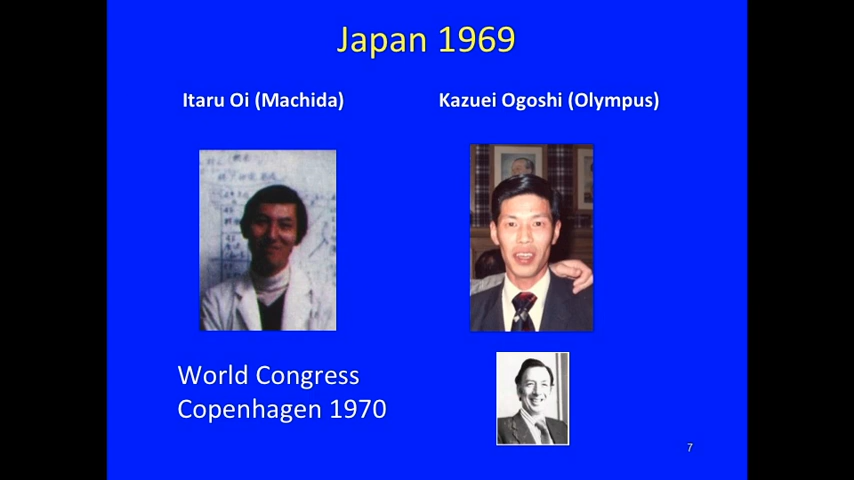 Japan 1969
Itaru Oi (Machida)
Kazuei Ogoshi (Olympus)
World Congress
Copenhagen 1970
7